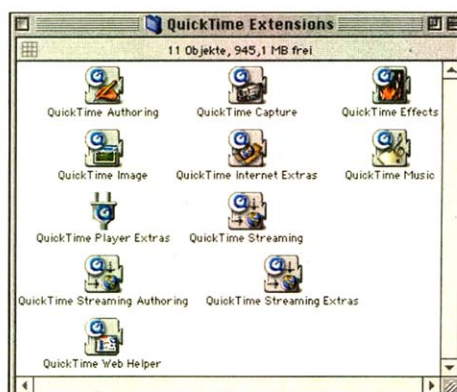 QuickTime Extensions
11 Objekte, 945,1 MB frei
QuickTime Authoring
QuickTime Capture
QuickTime Effects
QuickTime Image
QuickTime Internet Extras
QuickTime Music
QuickTime Player Extras
QuickTime Streaming
QuickTime Streaming Authoring
QuickTime Streaming Extras
QuickTime Web Helper